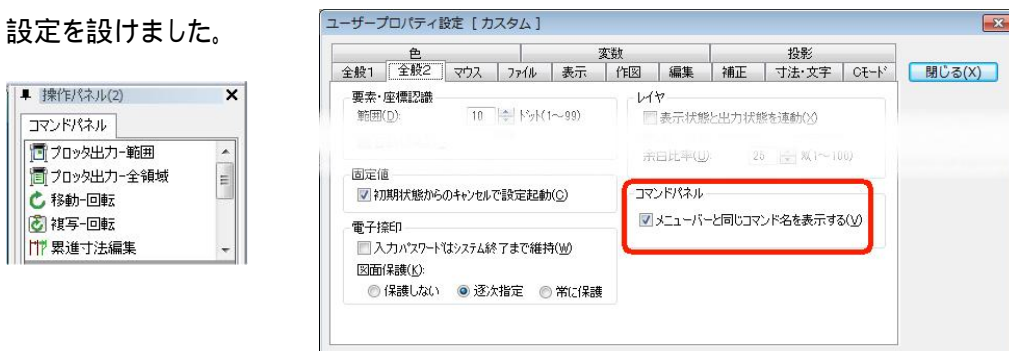 設定を設けました。
操作パネル(2)
コマンドパネル
プロッタ出力-範囲
プロッタ出力-全領域
移動-回転
複写-回転
累進寸法編集
ユーザープロパティ設定 [ カスタム ]
色 変数 投影
全般1 全般2 マウス ファイル 表示 作図 編集 補正 寸法・文字 Cモード 閉じる(X)
要素・座標認識
範囲(D): 10 ドット(1~99)
固定値
初期状態からのキャンセルで設定起動(C)
電子捺印
入力パスワードはシステム終了まで維持(W)
図面保護(K):
保護しない 逐次指定 常に保護
レイヤ
表示状態と出力状態を連動(X)
余白比率(U) 25 %(1~100)
コマンドパネル
メニューバーと同じコマンド名を表示する(V)